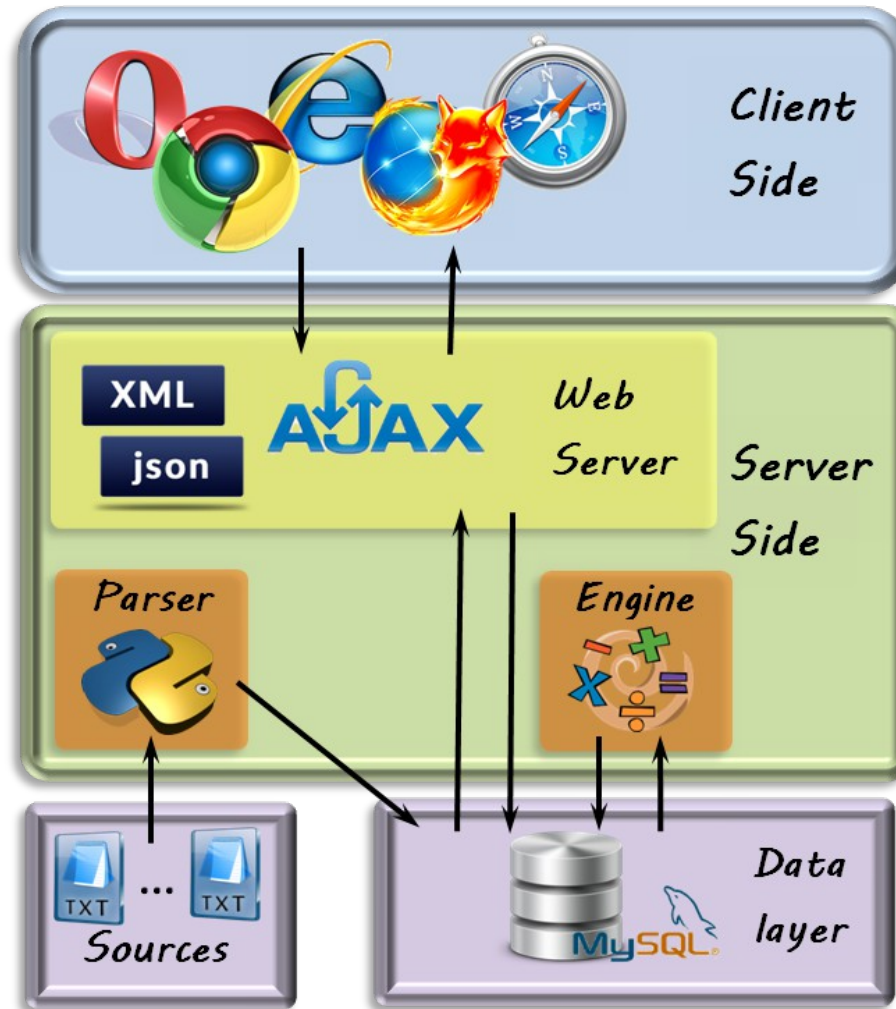 Client
Side
XML
json
AJAX
Web
Server
Server
Side
Parser
Engine
TXT
...
TXT
Sources
MySQL®
Data
layer
N
E
S
W